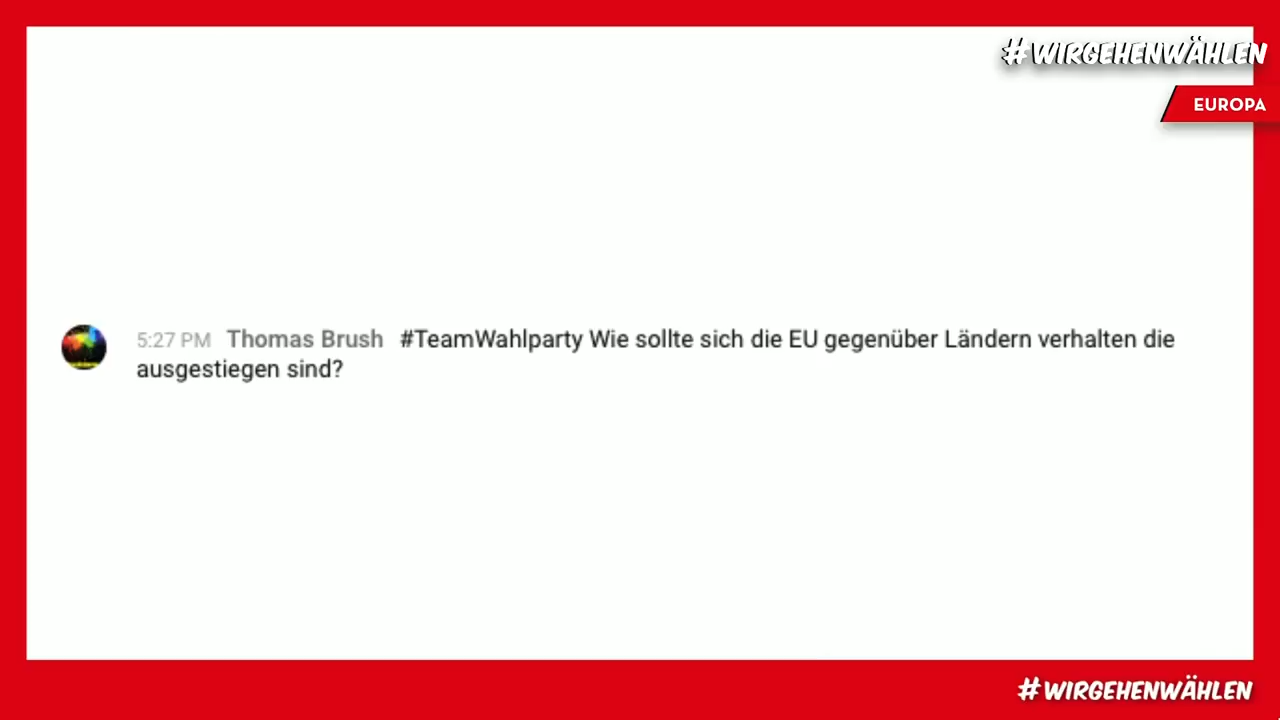 #WIRGEHENWÄHLEN
EUROPA
5:27 PM Thomas Brush #TeamWahlparty Wie sollte sich die EU gegenüber Ländern verhalten die
ausgestiegen sind?
#WIRGEHENWÄHLEN